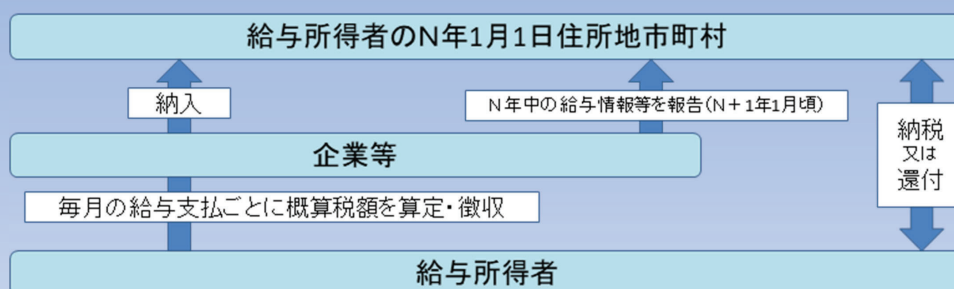 給与所得者のN年1月1日住所地市町村
納入
N年中の給与情報等を報告(N+1年1月頃)
納税
又は
還付
企業等
毎月の給与支払ごとに概算税額を算定・徴収
給与所得者